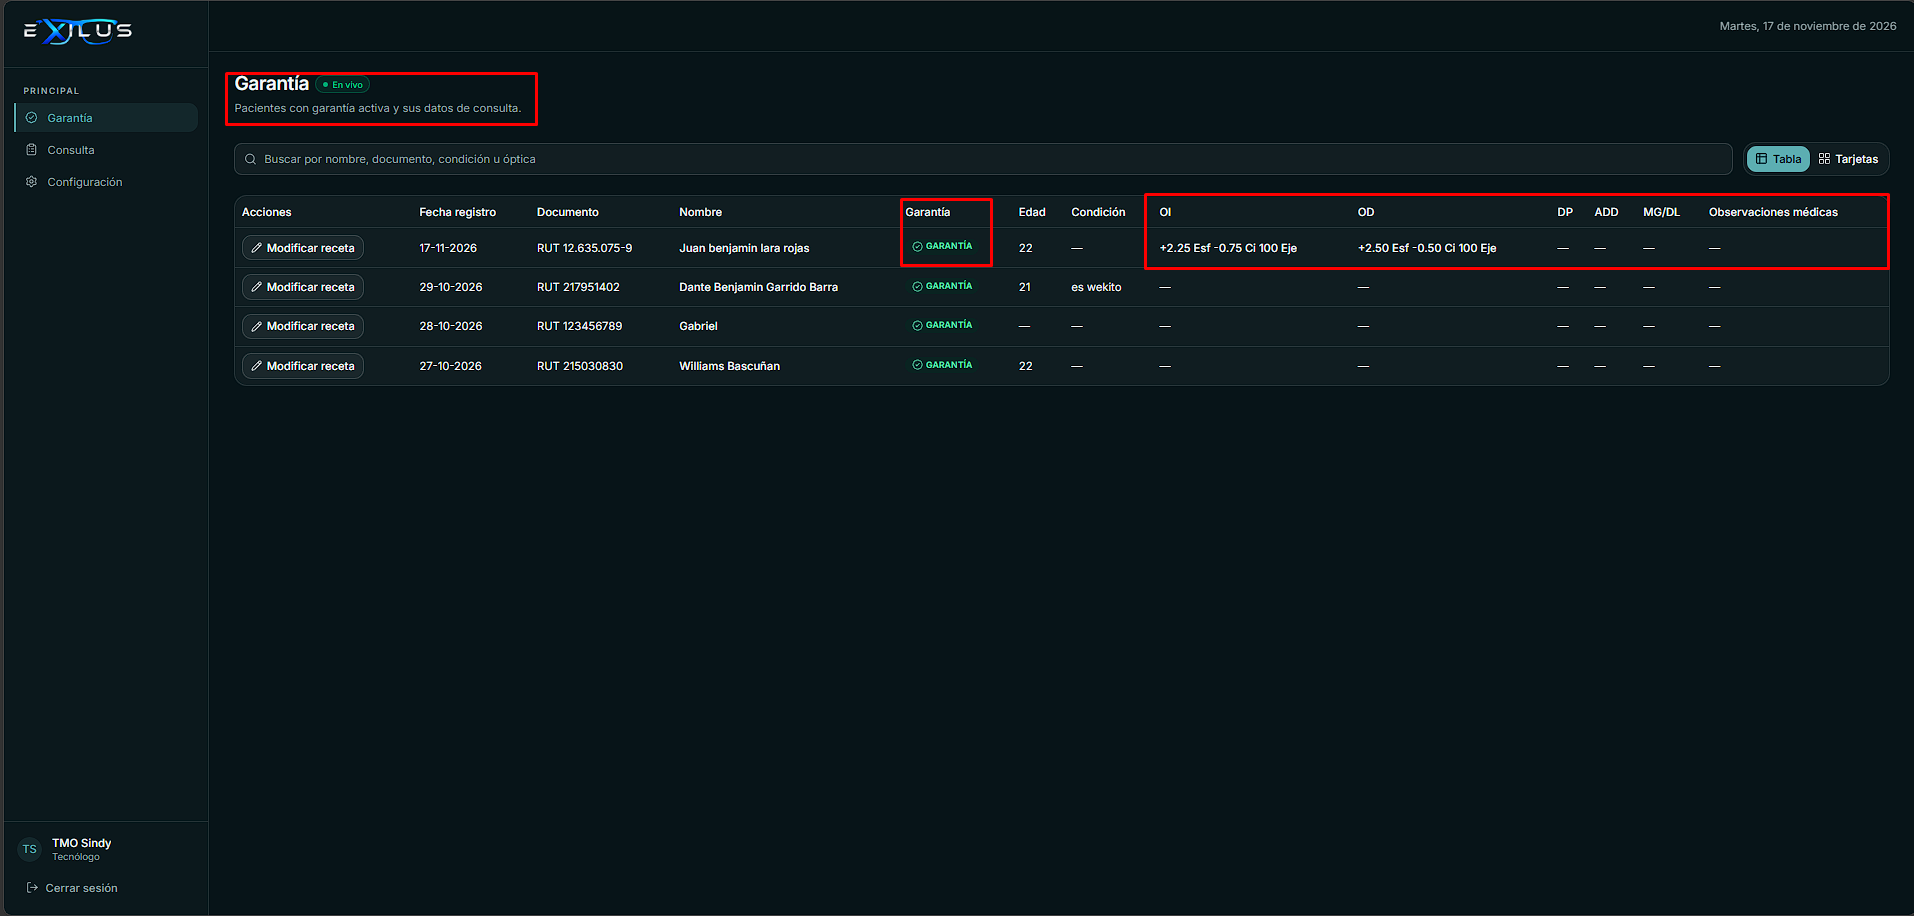 EXILUS
Martes, 17 de noviembre de 2026
PRINCIPAL
Garantía
Consulta
Configuración
Garantía En vivo
Pacientes con garantía activa y sus datos de consulta.
Buscar por nombre, documento, condición u óptica
Tabla Tarjetas
Acciones Fecha registro Documento Nombre Garantía Edad Condición OI OD DP ADD MG/DL Observaciones médicas
Modificar receta 17-11-2026 RUT 12.635.075-9 Juan benjamin lara rojas GARANTÍA 22 — +2.25 Esf -0.75 Ci 100 Eje +2.50 Esf -0.50 Ci 100 Eje — — — —
Modificar receta 29-10-2026 RUT 217951402 Dante Benjamin Garrido Barra GARANTÍA 21 es wekito — — — — — —
Modificar receta 28-10-2026 RUT 123456789 Gabriel GARANTÍA — — — — — — — —
Modificar receta 27-10-2026 RUT 215030830 Williams Bascuñan GARANTÍA 22 — — — — — — —
TS
TMO Sindy
Tecnólogo
Cerrar sesión